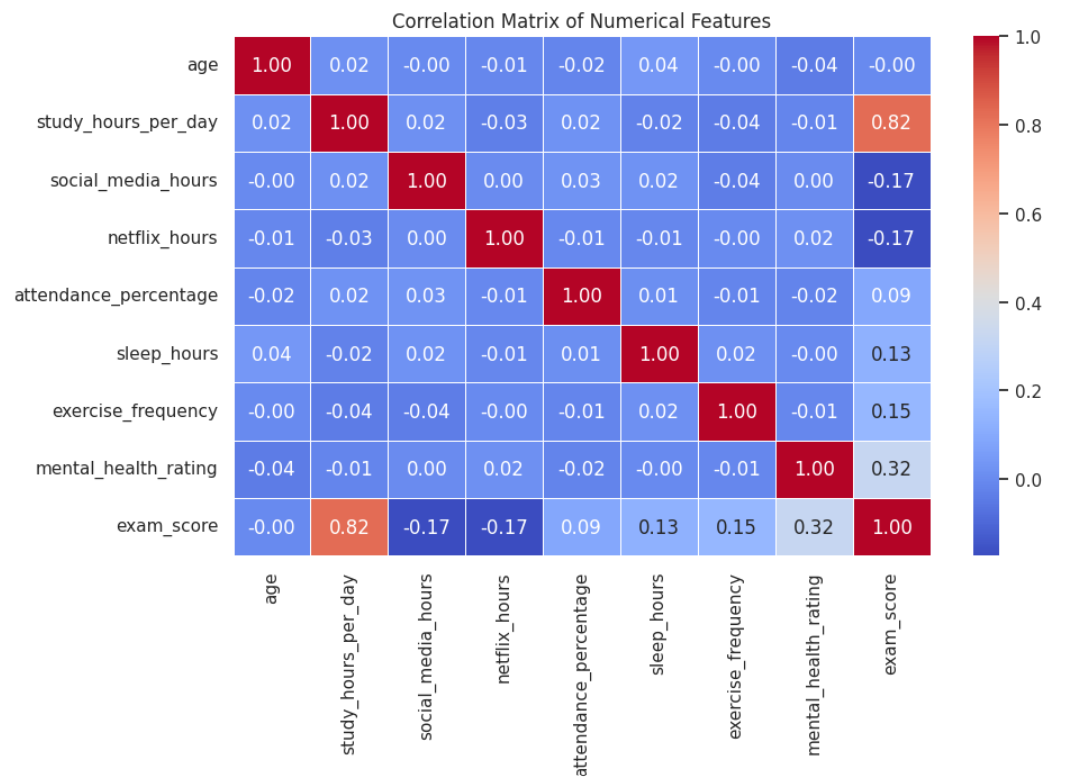 Correlation Matrix of Numerical Features
age 1.00 0.02 -0.00 -0.01 -0.02 0.04 -0.00 -0.04 -0.00
study_hours_per_day 0.02 1.00 0.02 -0.03 0.02 -0.02 -0.04 -0.01 0.82
social_media_hours -0.00 0.02 1.00 0.00 0.03 0.02 -0.04 0.00 -0.17
netflix_hours -0.01 -0.03 0.00 1.00 -0.01 -0.01 -0.00 0.02 -0.17
attendance_percentage -0.02 0.02 0.03 -0.01 1.00 0.01 -0.01 -0.02 0.09
sleep_hours 0.04 -0.02 0.02 -0.01 0.01 1.00 0.02 -0.00 0.13
exercise_frequency -0.00 -0.04 -0.04 -0.00 -0.01 0.02 1.00 -0.01 0.15
mental_health_rating -0.04 -0.01 0.00 0.02 -0.02 -0.00 -0.01 1.00 0.32
exam_score -0.00 0.82 -0.17 -0.17 0.09 0.13 0.15 0.32 1.00
age
study_hours_per_day
social_media_hours
netflix_hours
attendance_percentage
sleep_hours
exercise_frequency
mental_health_rating
exam_score
1.0
0.8
0.6
0.4
0.2
0.0